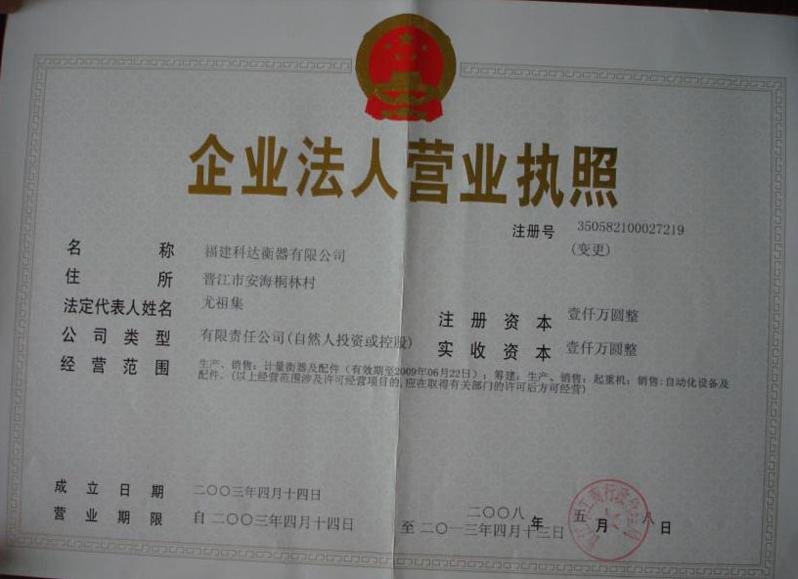 企业法人营业执照
注册号 350582100027219
(变更)
名称 福建科达衡器有限公司
住所 晋江市安海桐林村
法定代表人姓名 尤祖集
注册资本 壹仟万圆整
公司类型 有限责任公司(自然人投资或控股)
实收资本 壹仟万圆整
经营范围 生产、销售：计量衡器及配件（有效期至2009年06月22日）；筹建：生产、销售：起重机；销售:自动化设备及
配件。(以上经营范围涉及许可经营项目的,应在取得有关部门的许可后方可经营)
成立日期 二〇〇三年四月十四日
二〇〇八年五月 八日
营业期限 自二〇〇三年四月十四日 至二〇一三年四月十三日